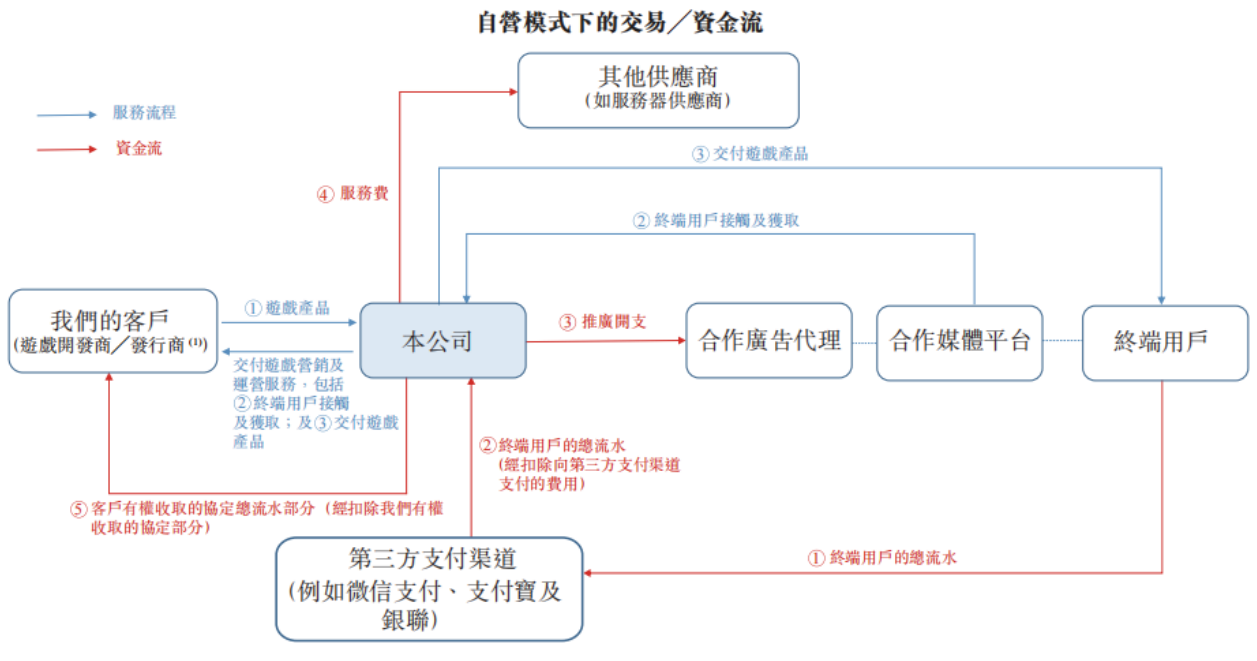 自營模式下的交易／資金流
其他供應商
(如服務器供應商)
服務流程
資金流
③ 交付遊戲產品
④ 服務費
② 終端用戶接觸及獲取
① 遊戲產品
我們的客戶
(遊戲開發商／發行商⁽¹⁾)
本公司
③ 推廣開支
合作廣告代理
合作媒體平台
終端用戶
交付遊戲營銷及
運營服務，包括
②終端用戶接觸
及獲取；及③交付遊戲
產品
② 終端用戶的總流水
(經扣除向第三方支付渠道
支付的費用)
⑤ 客戶有權收取的協定總流水部分 (經扣除我們有權
收取的協定部分)
第三方支付渠道
(例如微信支付、支付寶及
銀聯)
① 終端用戶的總流水